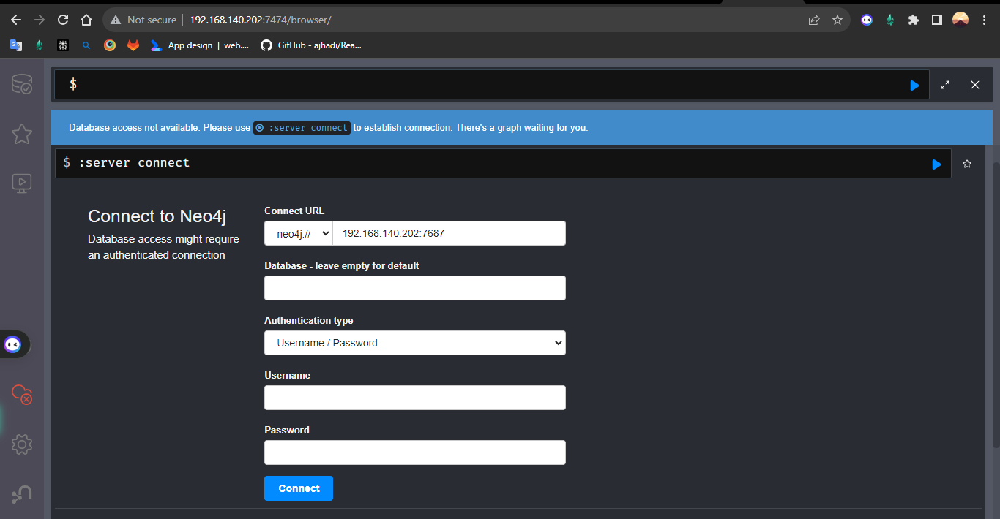 Not secure 192.168.140.202:7474/browser/
App design | web.... GitHub - ajhadi/Rea...
$
Database access not available. Please use :server connect to establish connection. There's a graph waiting for you.
$ :server connect
Connect to Neo4j
Database access might require
an authenticated connection
Connect URL
neo4j:// 192.168.140.202:7687
Database - leave empty for default
Authentication type
Username / Password
Username
Password
Connect